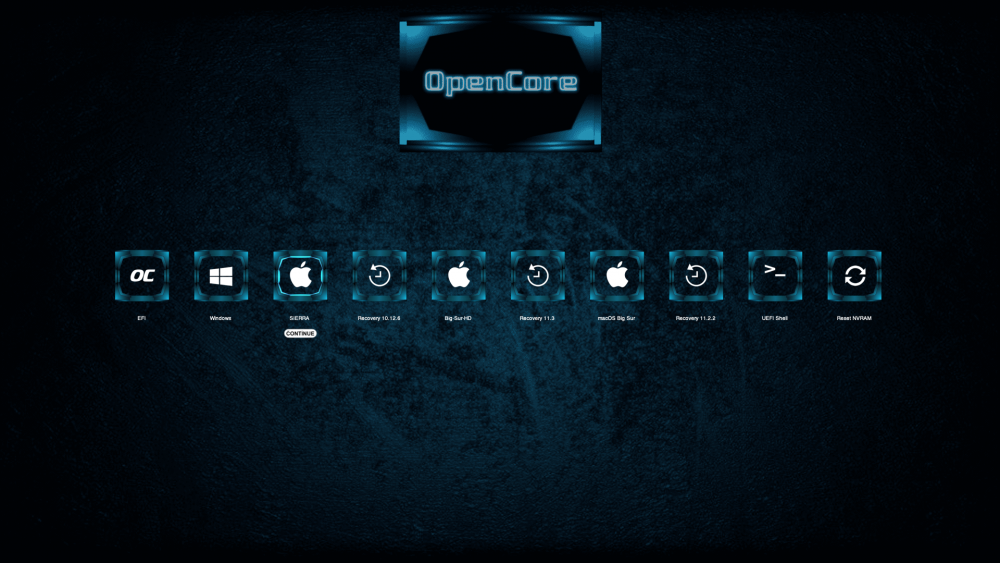 OpenCore
OC
EFI
Windows
SIERRA
Recovery 10.12.6
Big-Sur-HD
Recovery 11.3
macOS Big Sur
Recovery 11.2.2
UEFI Shell
Reset NVRAM
CONTINUE